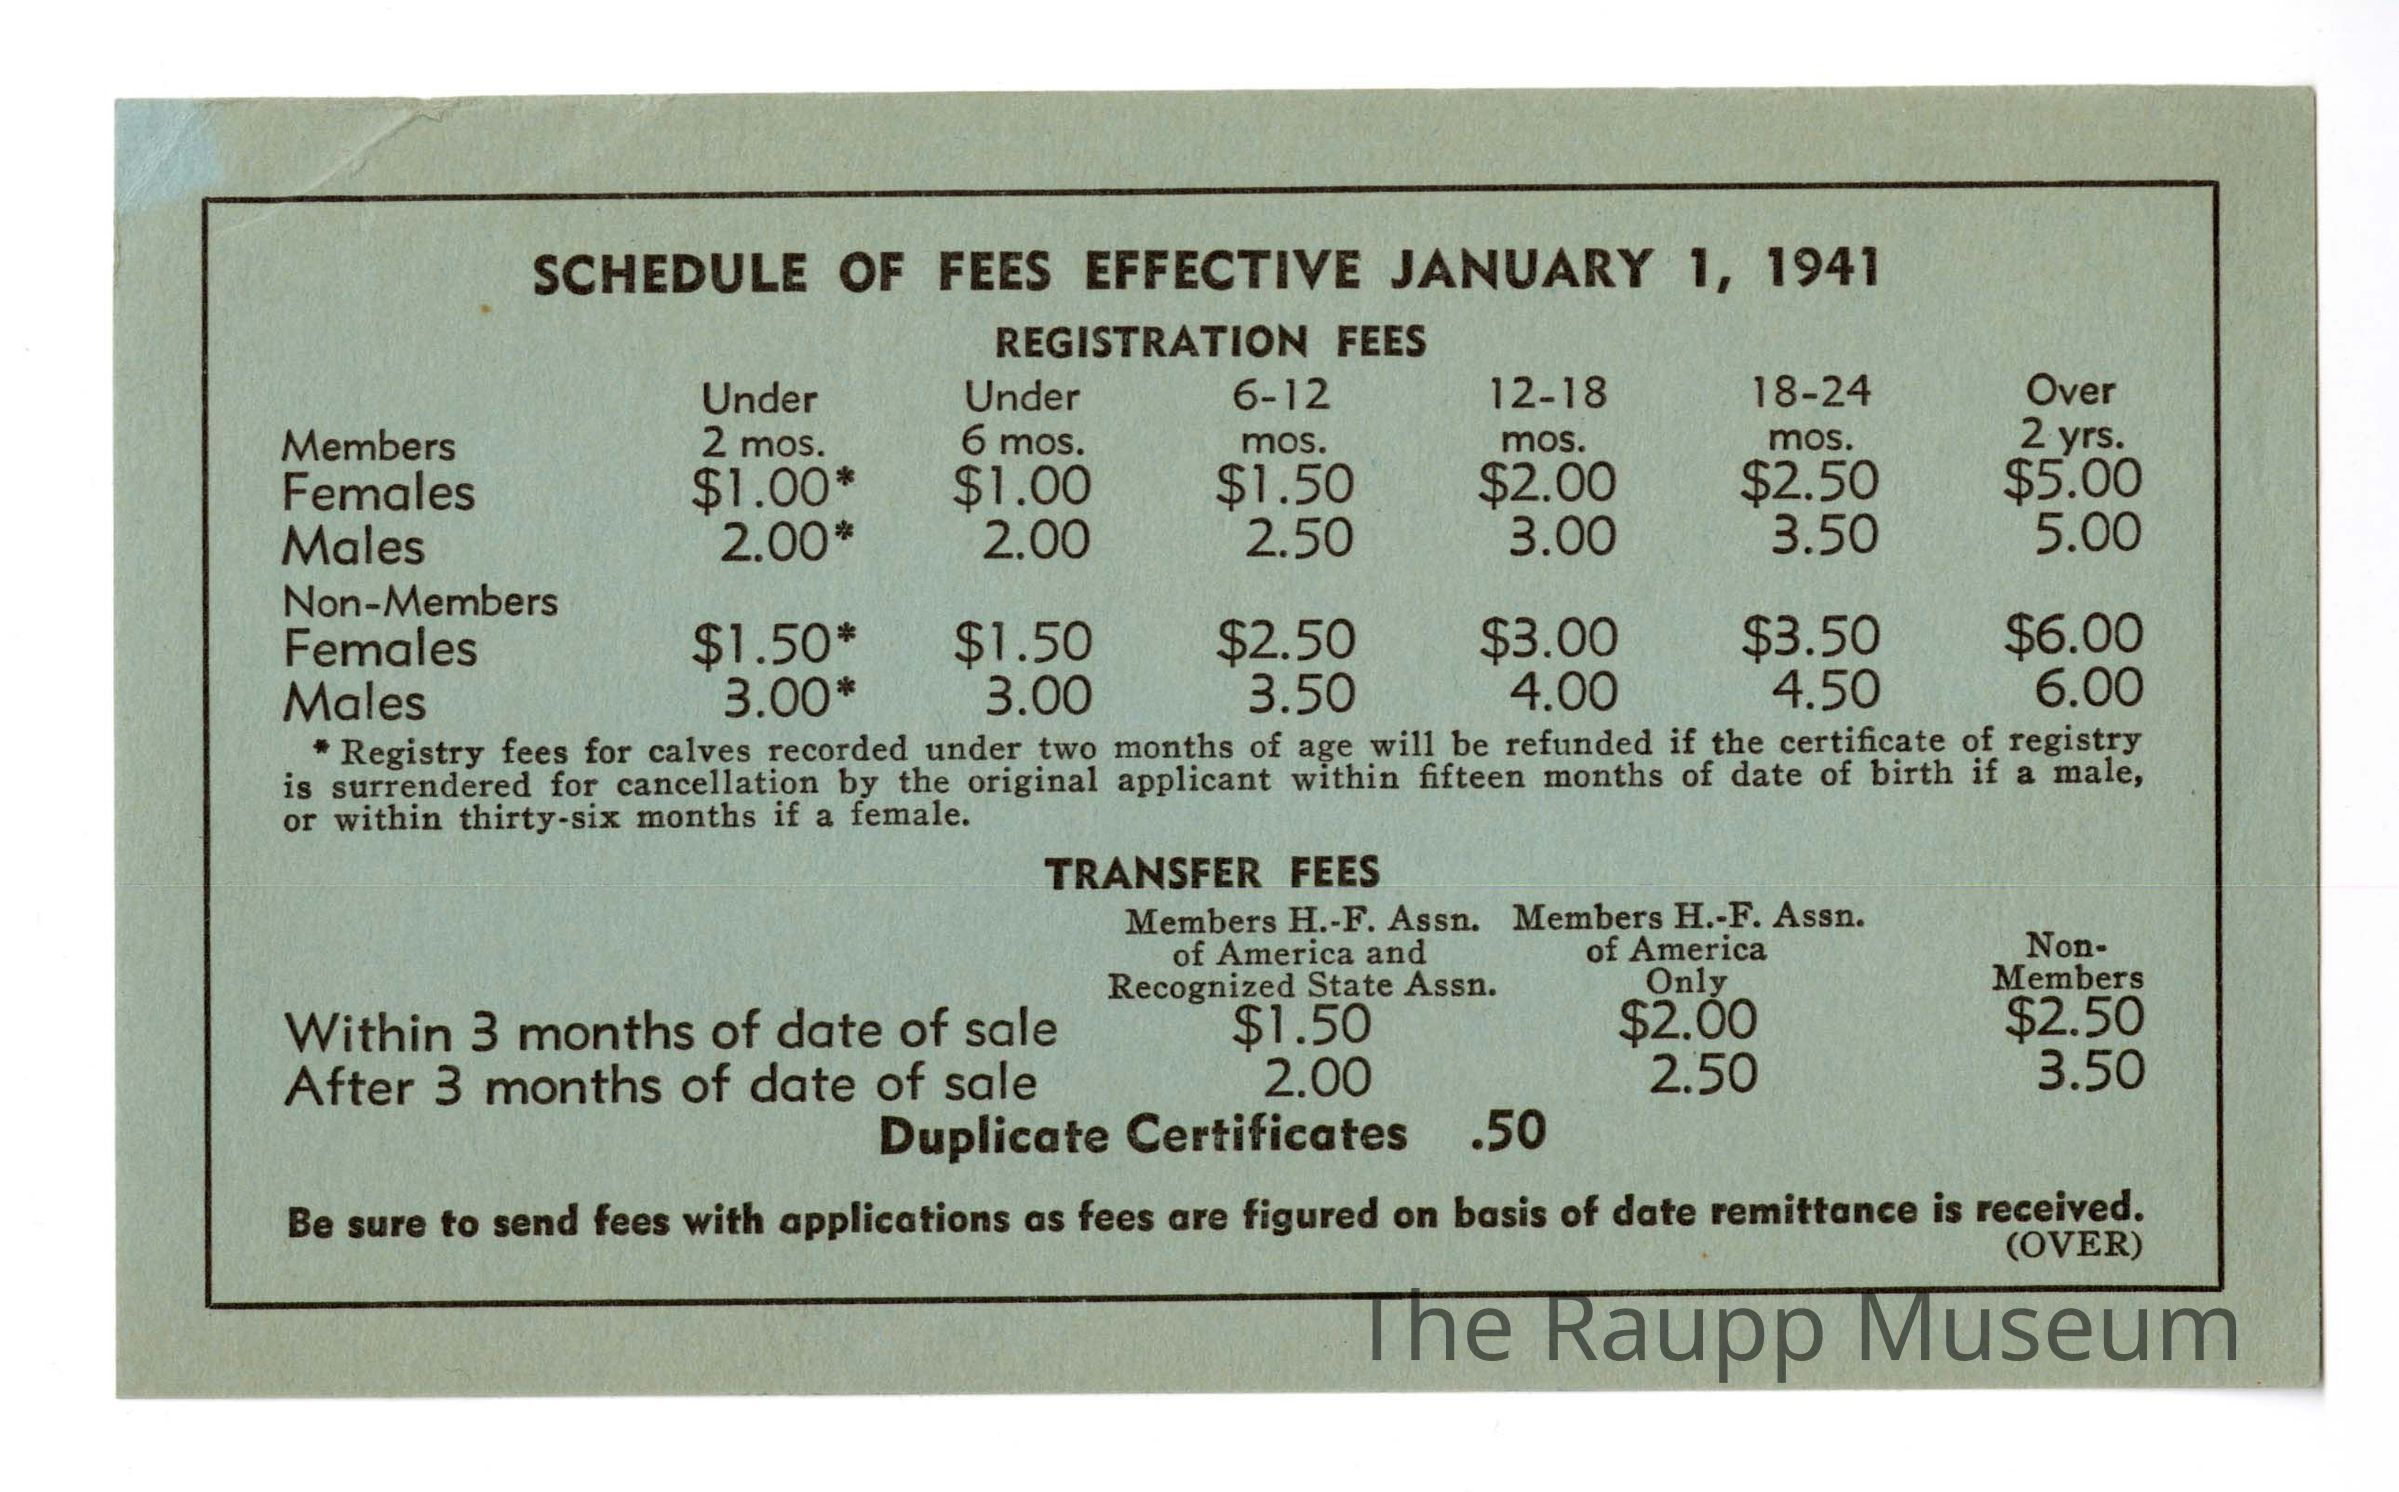 SCHEDULE OF FEES EFFECTIVE JANUARY 1, 1941
REGISTRATION FEES
Under Under 6-12 12-18 18-24 Over
Members 2 mos. 6 mos. mos. mos. mos. 2 yrs.
Females $1.00* $1.00 $1.50 $2.00 $2.50 $5.00
Males 2.00* 2.00 2.50 3.00 3.50 5.00
Non-Members
Females $1.50* $1.50 $2.50 $3.00 $3.50 $6.00
Males 3.00* 3.00 3.50 4.00 4.50 6.00
* Registry fees for calves recorded under two months of age will be refunded if the certificate of registry
is surrendered for cancellation by the original applicant within fifteen months of date of birth if a male,
or within thirty-six months if a female.
TRANSFER FEES
Members H.-F. Assn. Members H.-F. Assn.
of America and of America Non-
Recognized State Assn. Only Members
Within 3 months of date of sale $1.50 $2.00 $2.50
After 3 months of date of sale 2.00 2.50 3.50
Duplicate Certificates .50
Be sure to send fees with applications as fees are figured on basis of date remittance is received.
(OVER)
The Raupp Museum